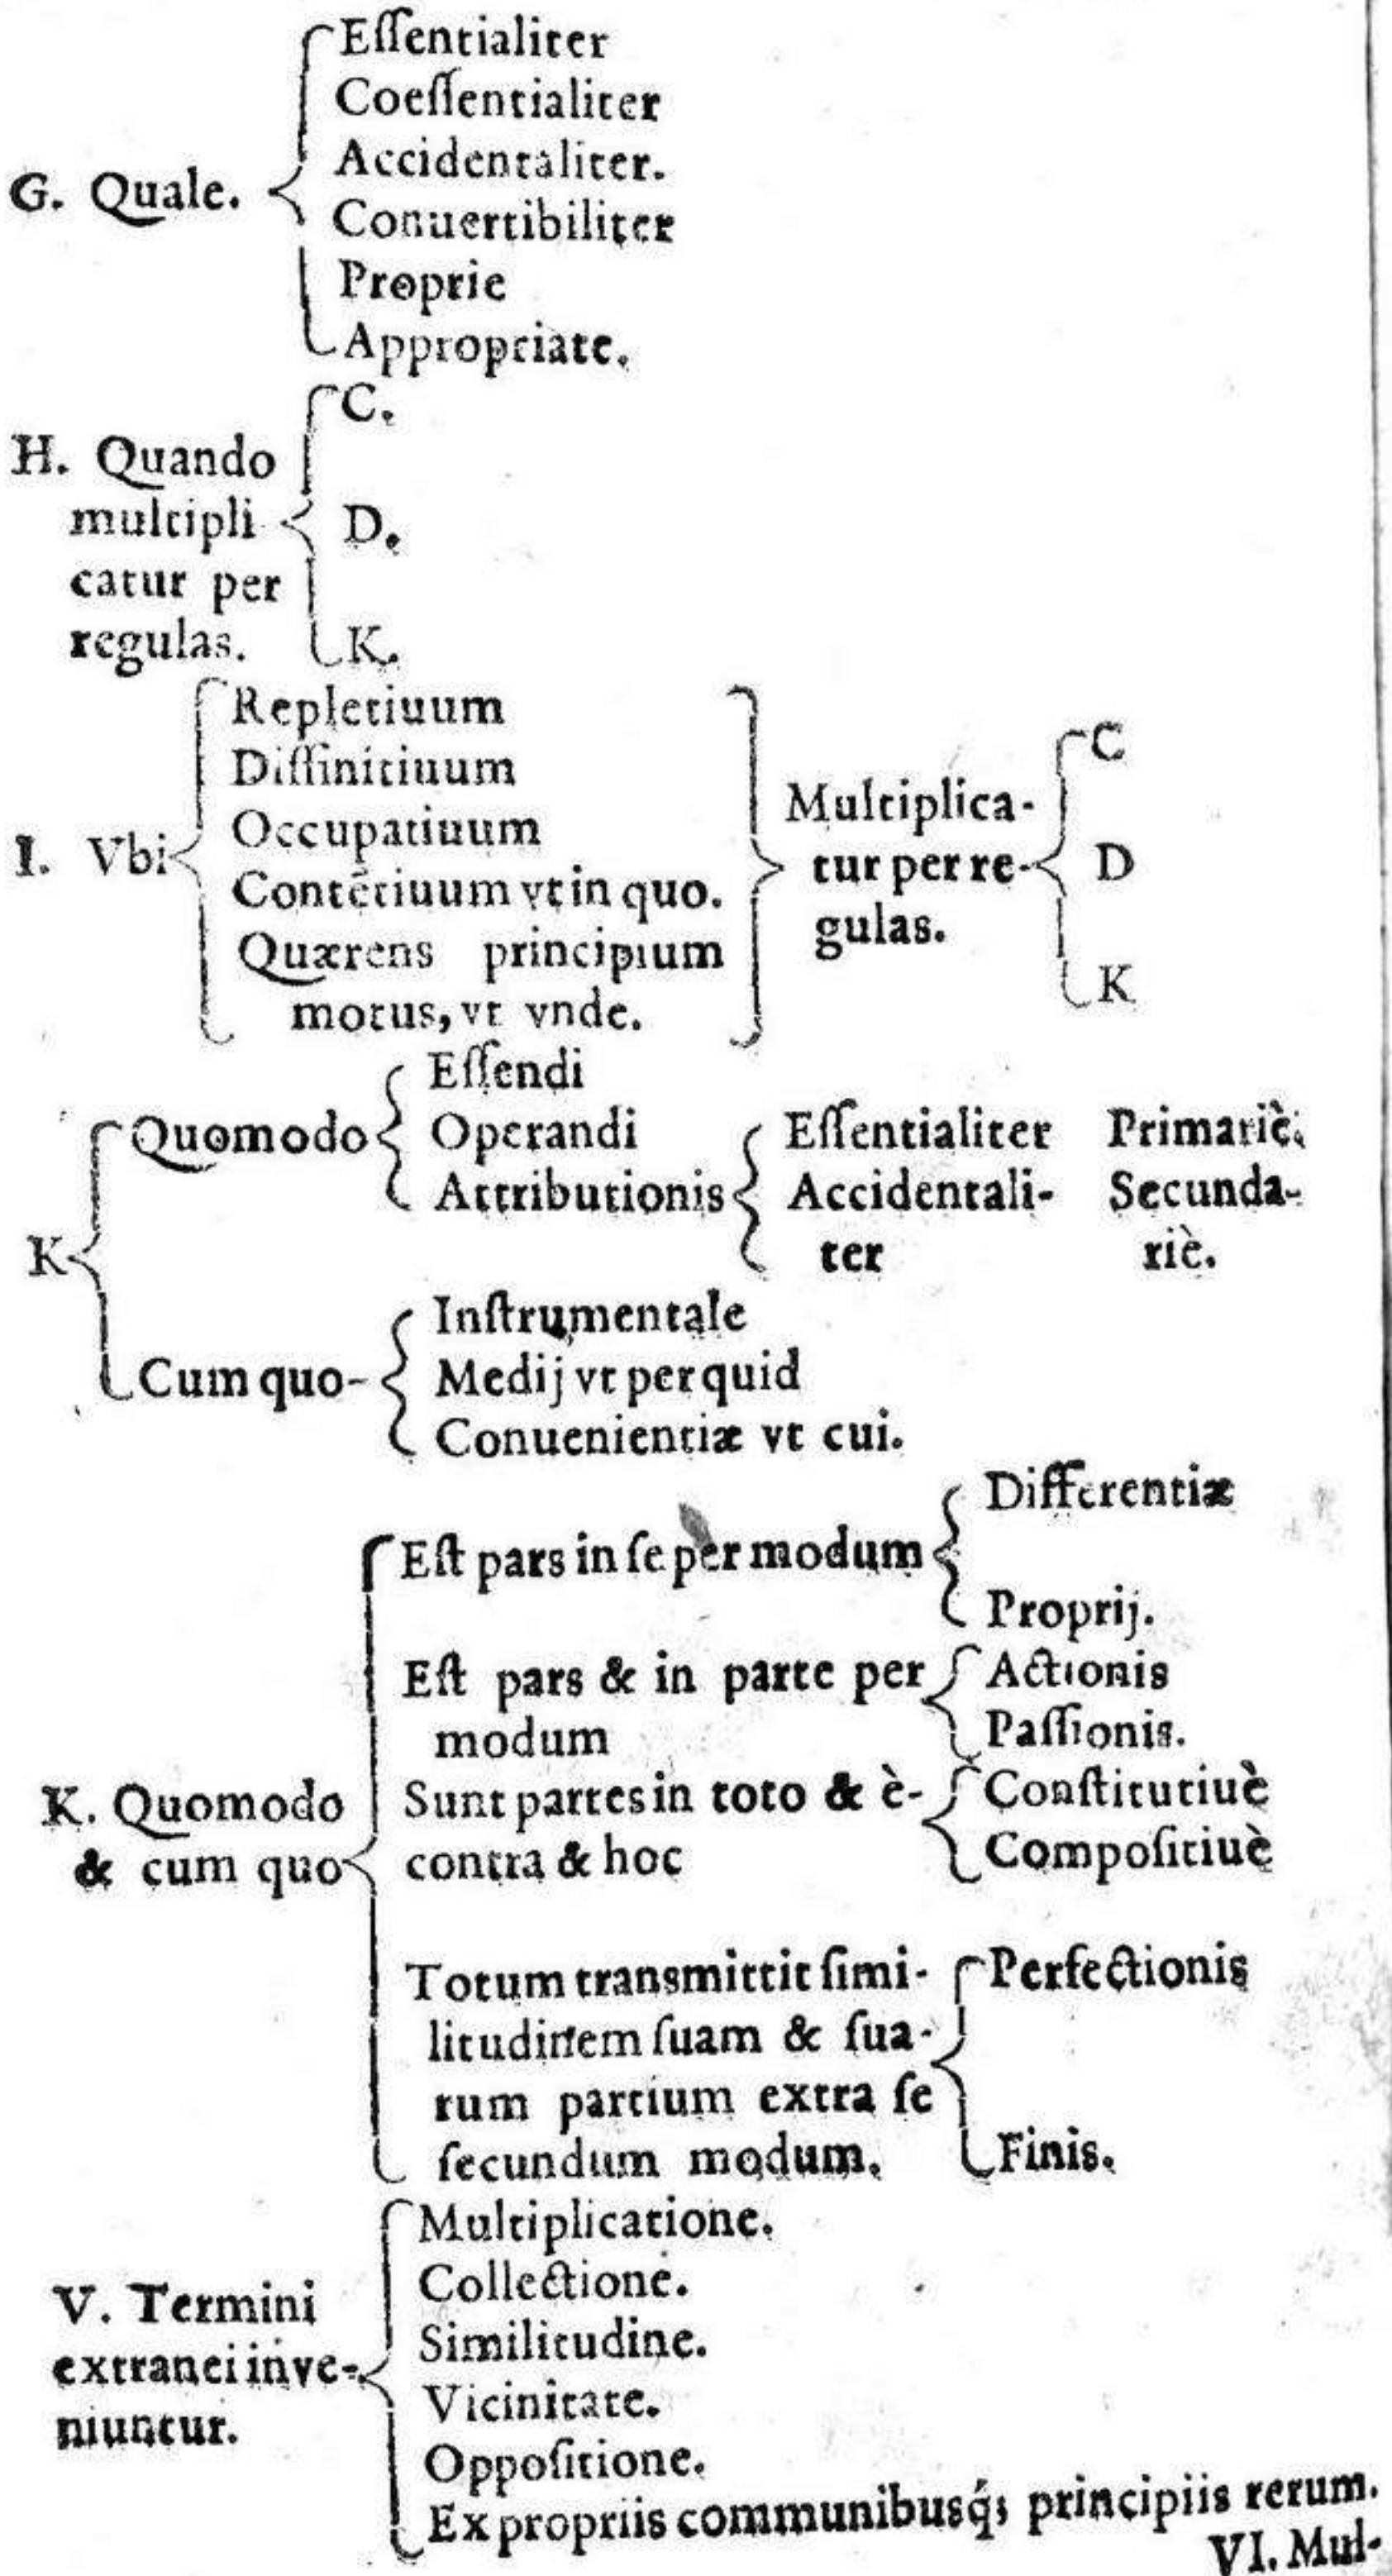 Eſſentialiter
Coeſſentialiter
Accidentaliter.
G. Quale.
Conuertibiliter
Proprie
Appropriate.
C.
H. Quando
multipli
D.
catur per
regulas.
K.
Repletiuum
Diffinitiuum
Occupatiuum
I. Vbi
Contētiuum vt in quo.
Quærens principium
motus, vt vnde.
Multiplica-
tur per re-
gulas.
C
D
K
K
Quomodo
Eſſendi
Operandi
Attributionis
Eſſentialiter Primariè.
Accidentali- Secunda-
ter riè.
Cum quo-
Inſtrumentale
Medij vt per quid
Conuenientiæ vt cui.
K. Quomodo
& cum quo
Eſt pars in ſe per modum
Differentiæ
Proprij.
Eſt pars & in parte per
modum
Actionis
Paſſionis.
Sunt partes in toto & è-
contra & hoc
Conſtitutiuè
Compoſitiuè
Totum transmittit ſimi-
litudinem ſuam & ſua-
rum partium extra ſe
ſecundum modum.
Perfectionis
Finis.
V. Termini
extranei inve-
niuntur.
Multiplicatione.
Collectione.
Similitudine.
Vicinitate.
Oppoſitione.
Ex propriis communibusq́; principiis rerum.
VI. Mul-